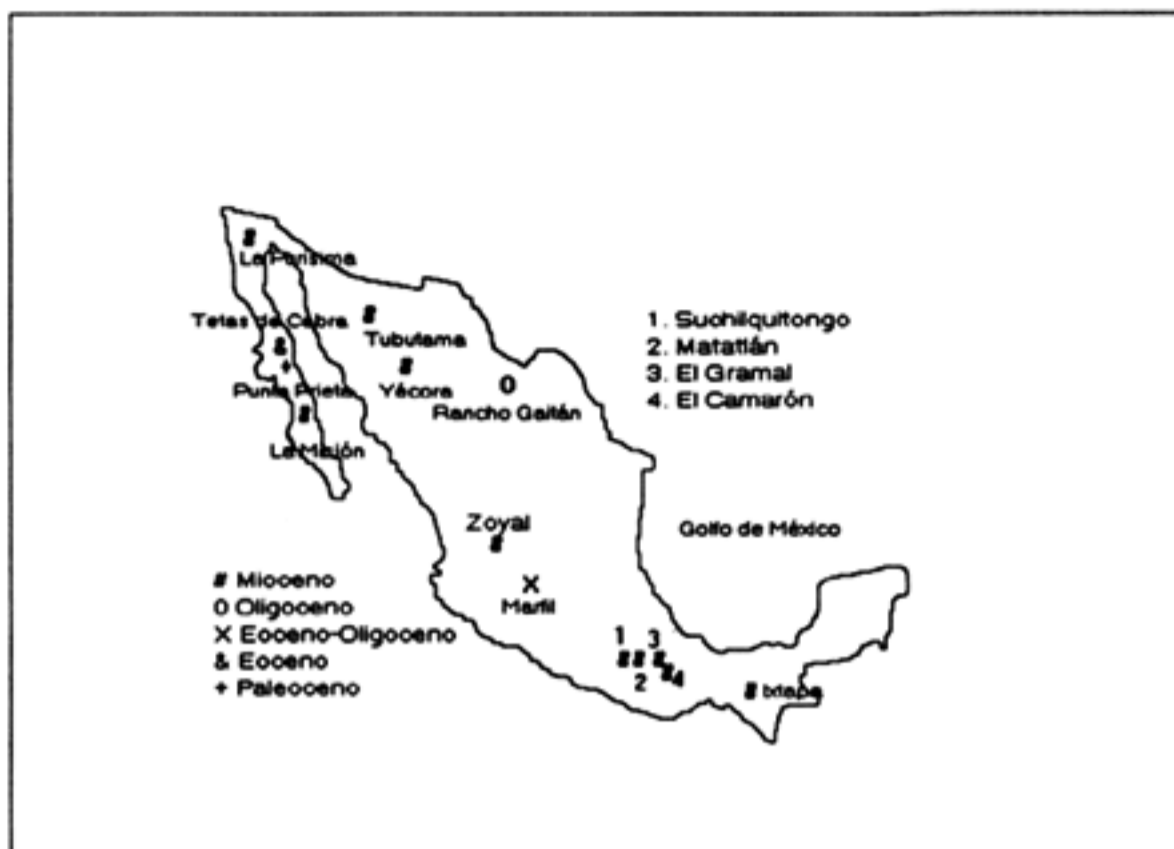 La Purísima
Tetas de Cabra
Tubutama
Punta Prieta
Yécora
0
Rancho Gaitán
La Misión
1. Suchilquitongo
2. Matatlán
3. El Gramal
4. El Camarón
Zoyal
Golfo de México
X
Marfil
# Mioceno
0 Oligoceno
X Eoceno-Oligoceno
& Eoceno
+ Paleoceno
1
3
2
4
Ixtapa